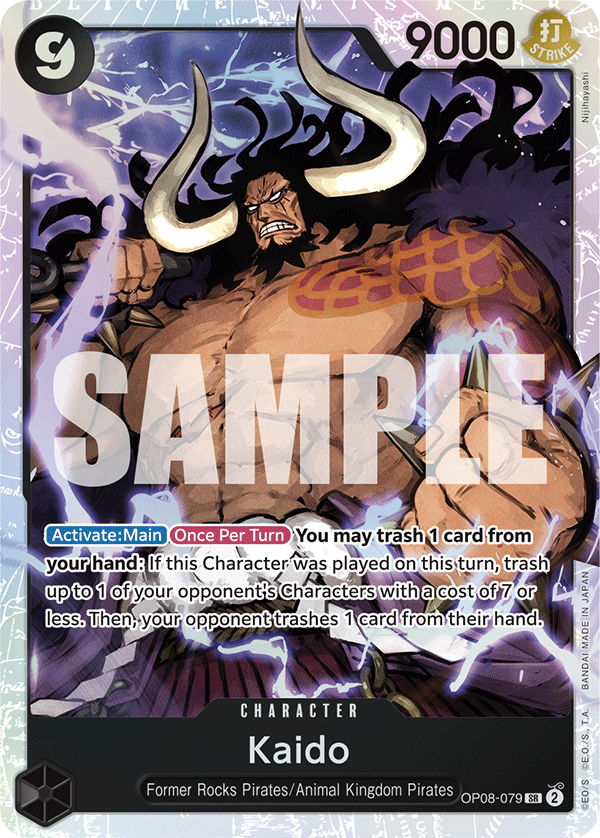 9
9000
打
STRIKE
Nijihayashi
SAMPLE
Activate:Main Once Per Turn You may trash 1 card from
your hand: If this Character was played on this turn, trash
up to 1 of your opponent's Characters with a cost of 7 or
less. Then, your opponent trashes 1 card from their hand.
CHARACTER
Kaido
Former Rocks Pirates/Animal Kingdom Pirates
OP08-079 SR 2
©EO/S ©E.O./S, T.A. BANDAI MADE IN JAPAN